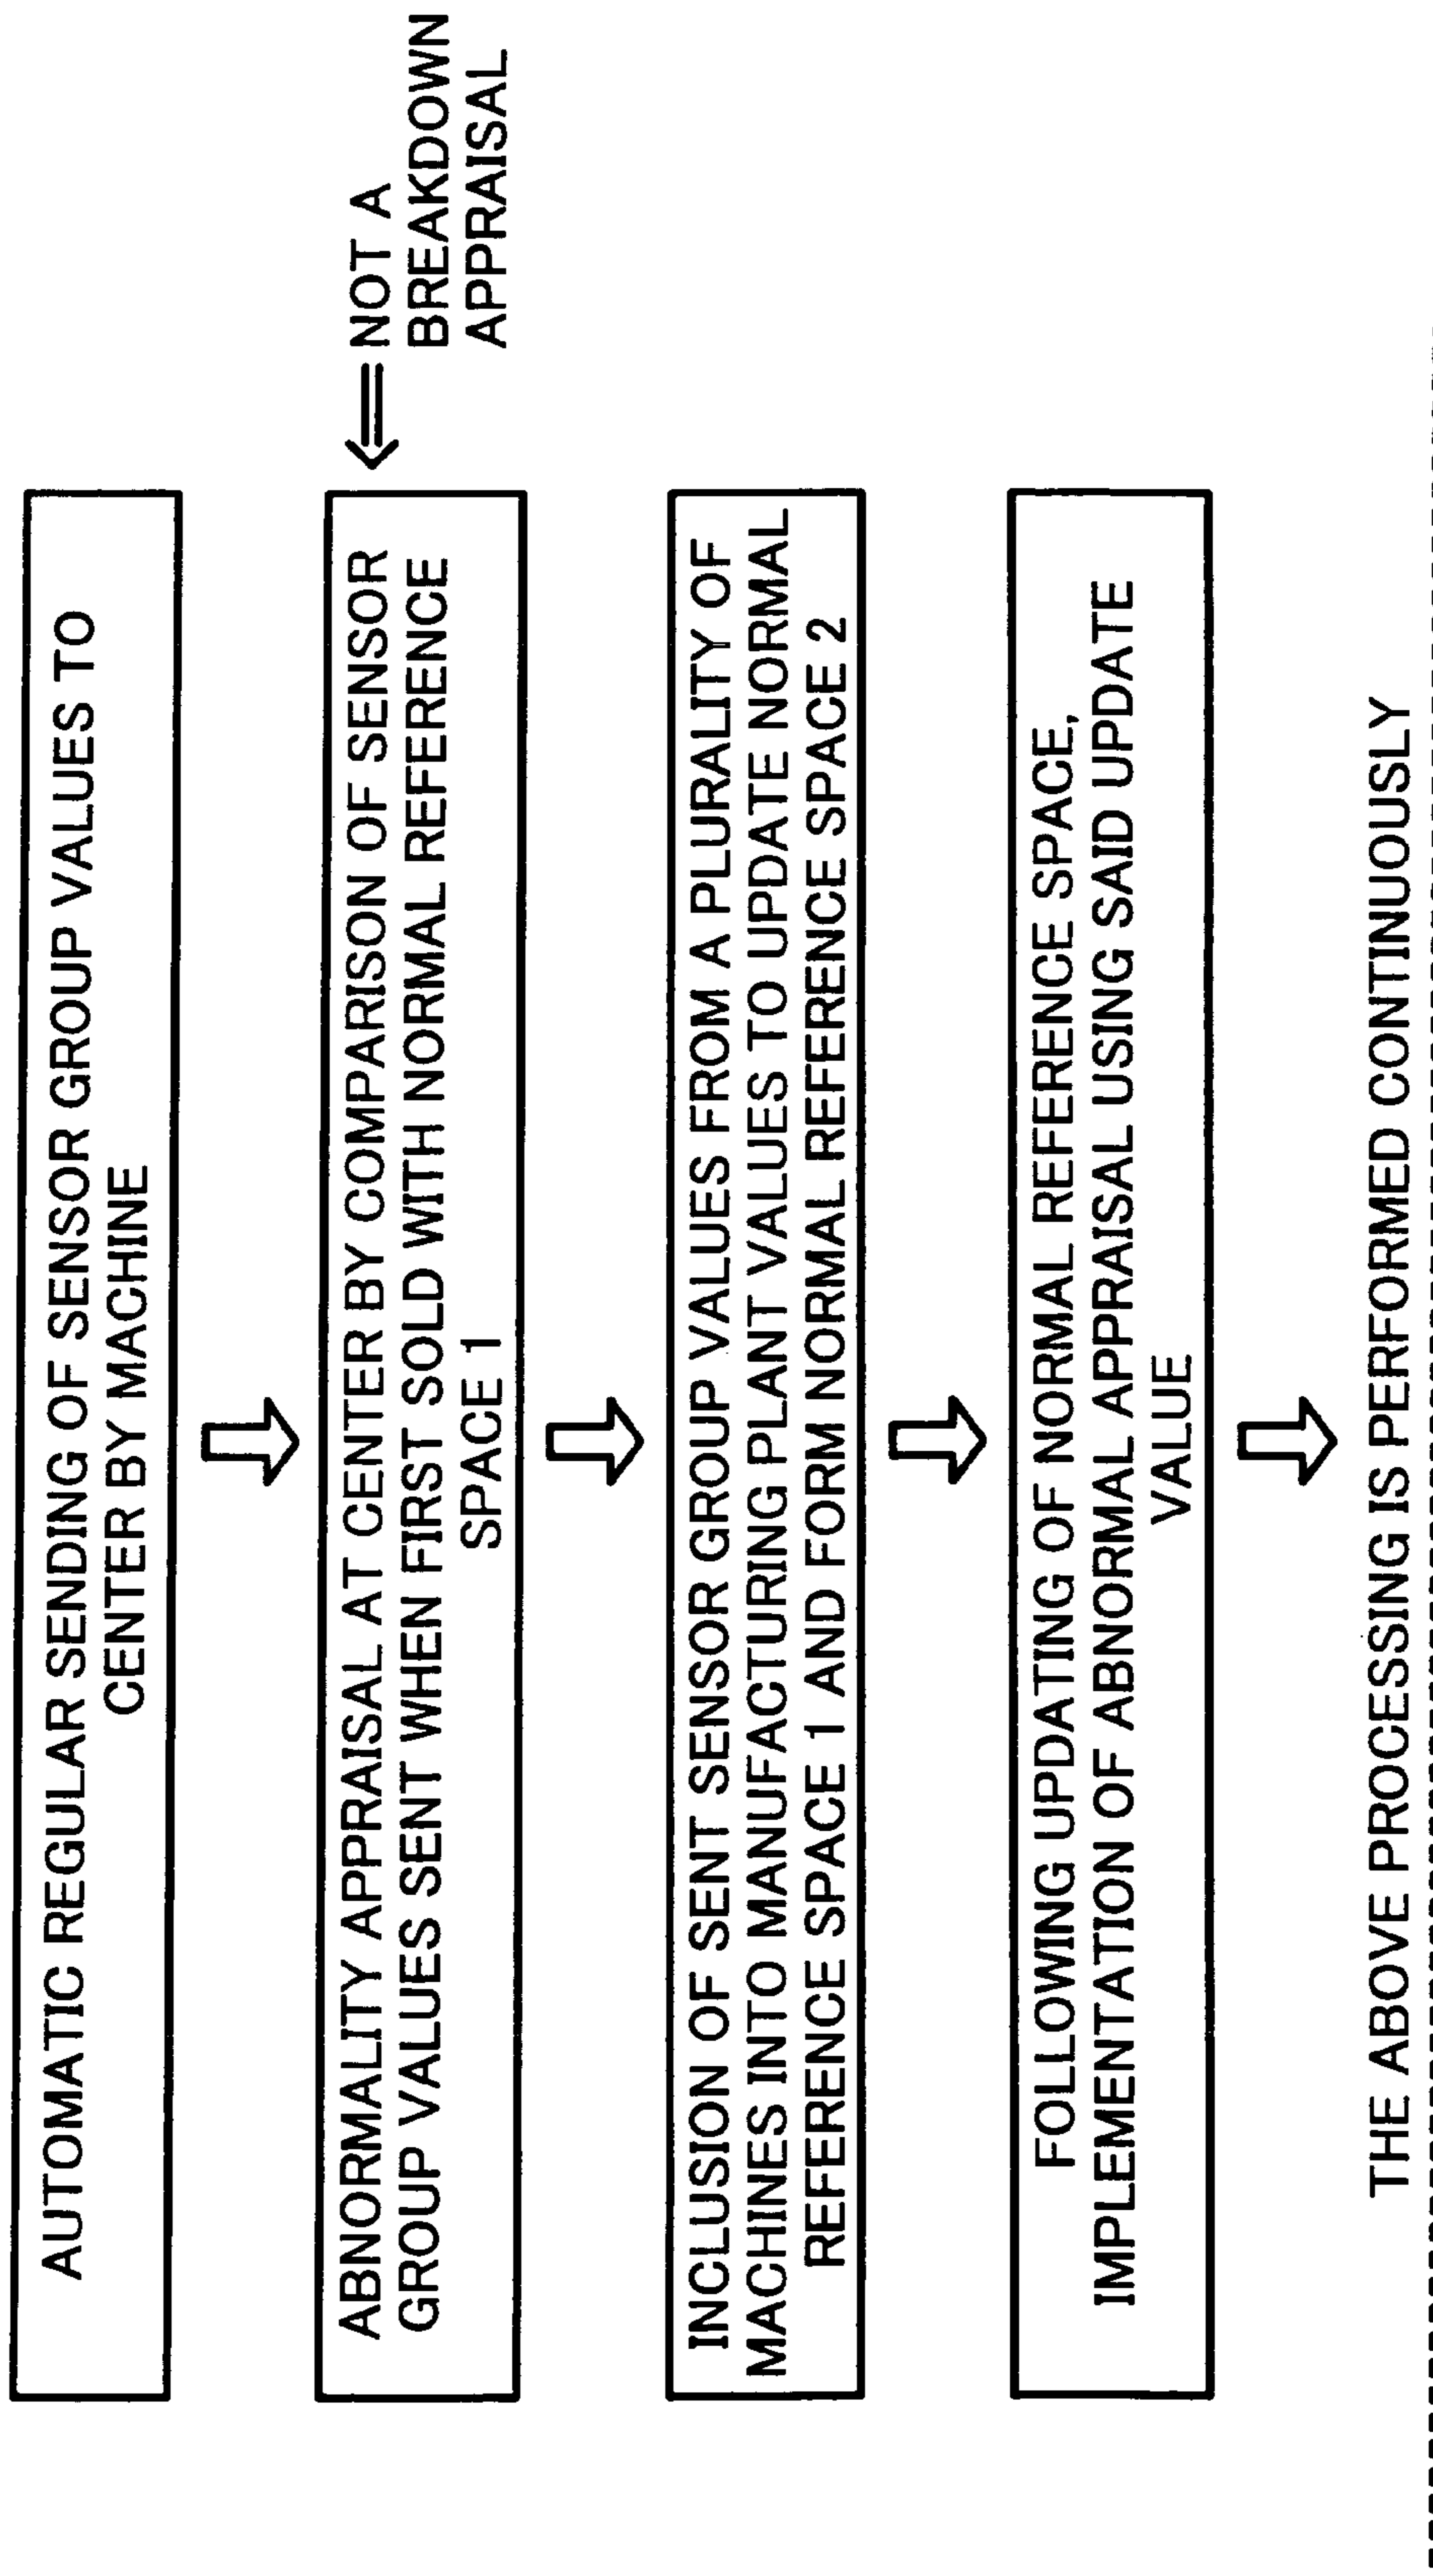 AUTOMATIC REGULAR SENDING OF SENSOR GROUP VALUES TO
CENTER BY MACHINE
ABNORMALITY APPRAISAL AT CENTER BY COMPARISON OF SENSOR
GROUP VALUES SENT WHEN FIRST SOLD WITH NORMAL REFERENCE
SPACE 1
NOT A
BREAKDOWN
APPRAISAL
INCLUSION OF SENT SENSOR GROUP VALUES FROM A PLURALITY OF
MACHINES INTO MANUFACTURING PLANT VALUES TO UPDATE NORMAL
REFERENCE SPACE 1 AND FORM NORMAL REFERENCE SPACE 2
FOLLOWING UPDATING OF NORMAL REFERENCE SPACE,
IMPLEMENTATION OF ABNORMAL APPRAISAL USING SAID UPDATE
VALUE
THE ABOVE PROCESSING IS PERFORMED CONTINUOUSLY